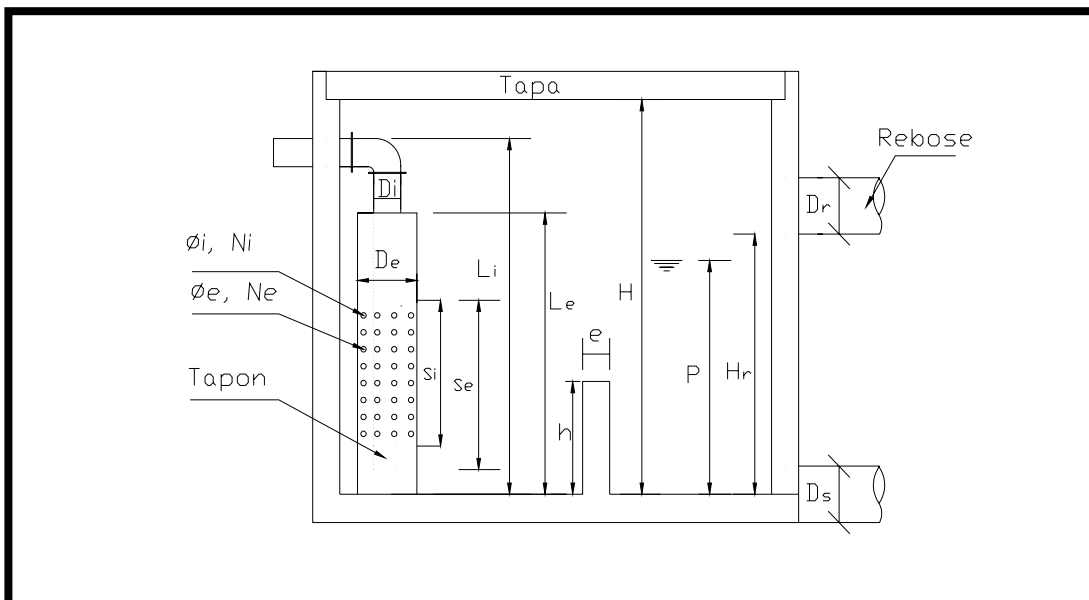 Tapa
Rebose
Di
Dr
Øi, Ni
De
Øe, Ne
Li
Le
H
e
P
Hr
Tapon
Si
Se
h
Ds